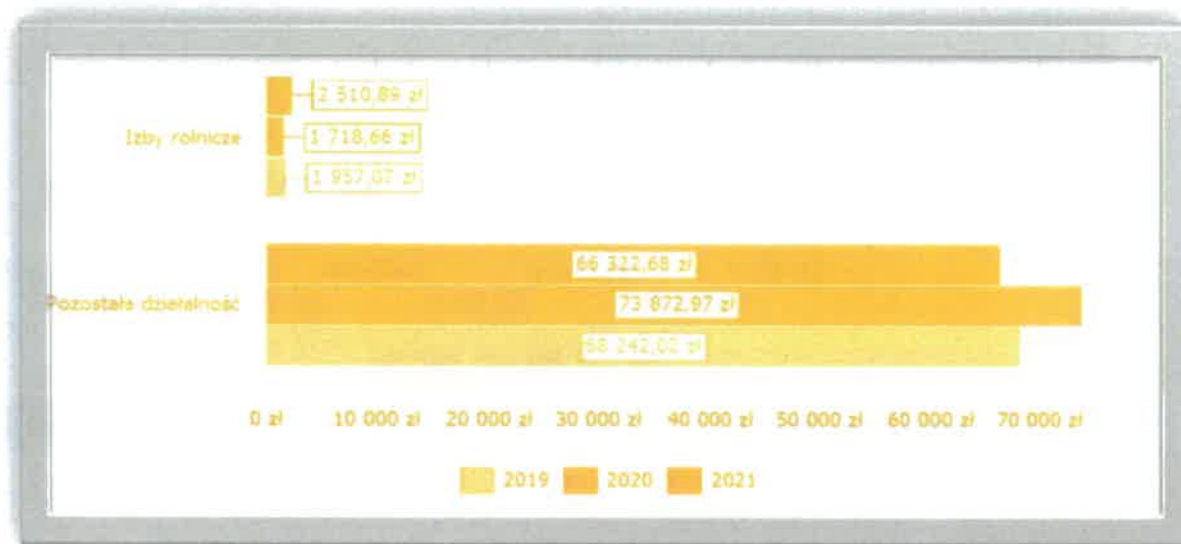 2 510,89 zł
Izby rolnicze
1 718,66 zł
1 957,07 zł
66 322,68 zł
Pozostała działalność
73 872,97 zł
68 242,02 zł
0 zł 10 000 zł 20 000 zł 30 000 zł 40 000 zł 50 000 zł 60 000 zł 70 000 zł
2019 2020 2021